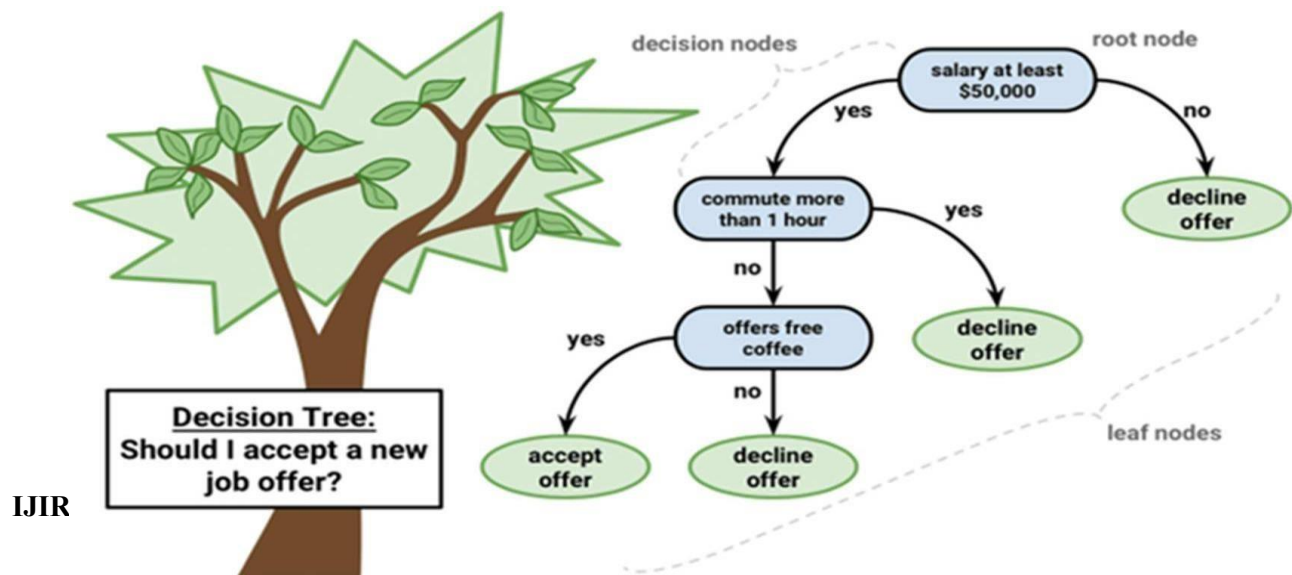 decision nodes
root node
salary at least
$50,000
yes
no
commute more
than 1 hour
yes
decline
offer
no
offers free
coffee
decline
offer
yes
no
leaf nodes
accept
offer
decline
offer
Decision Tree:
Should I accept a new
job offer?
IJIR